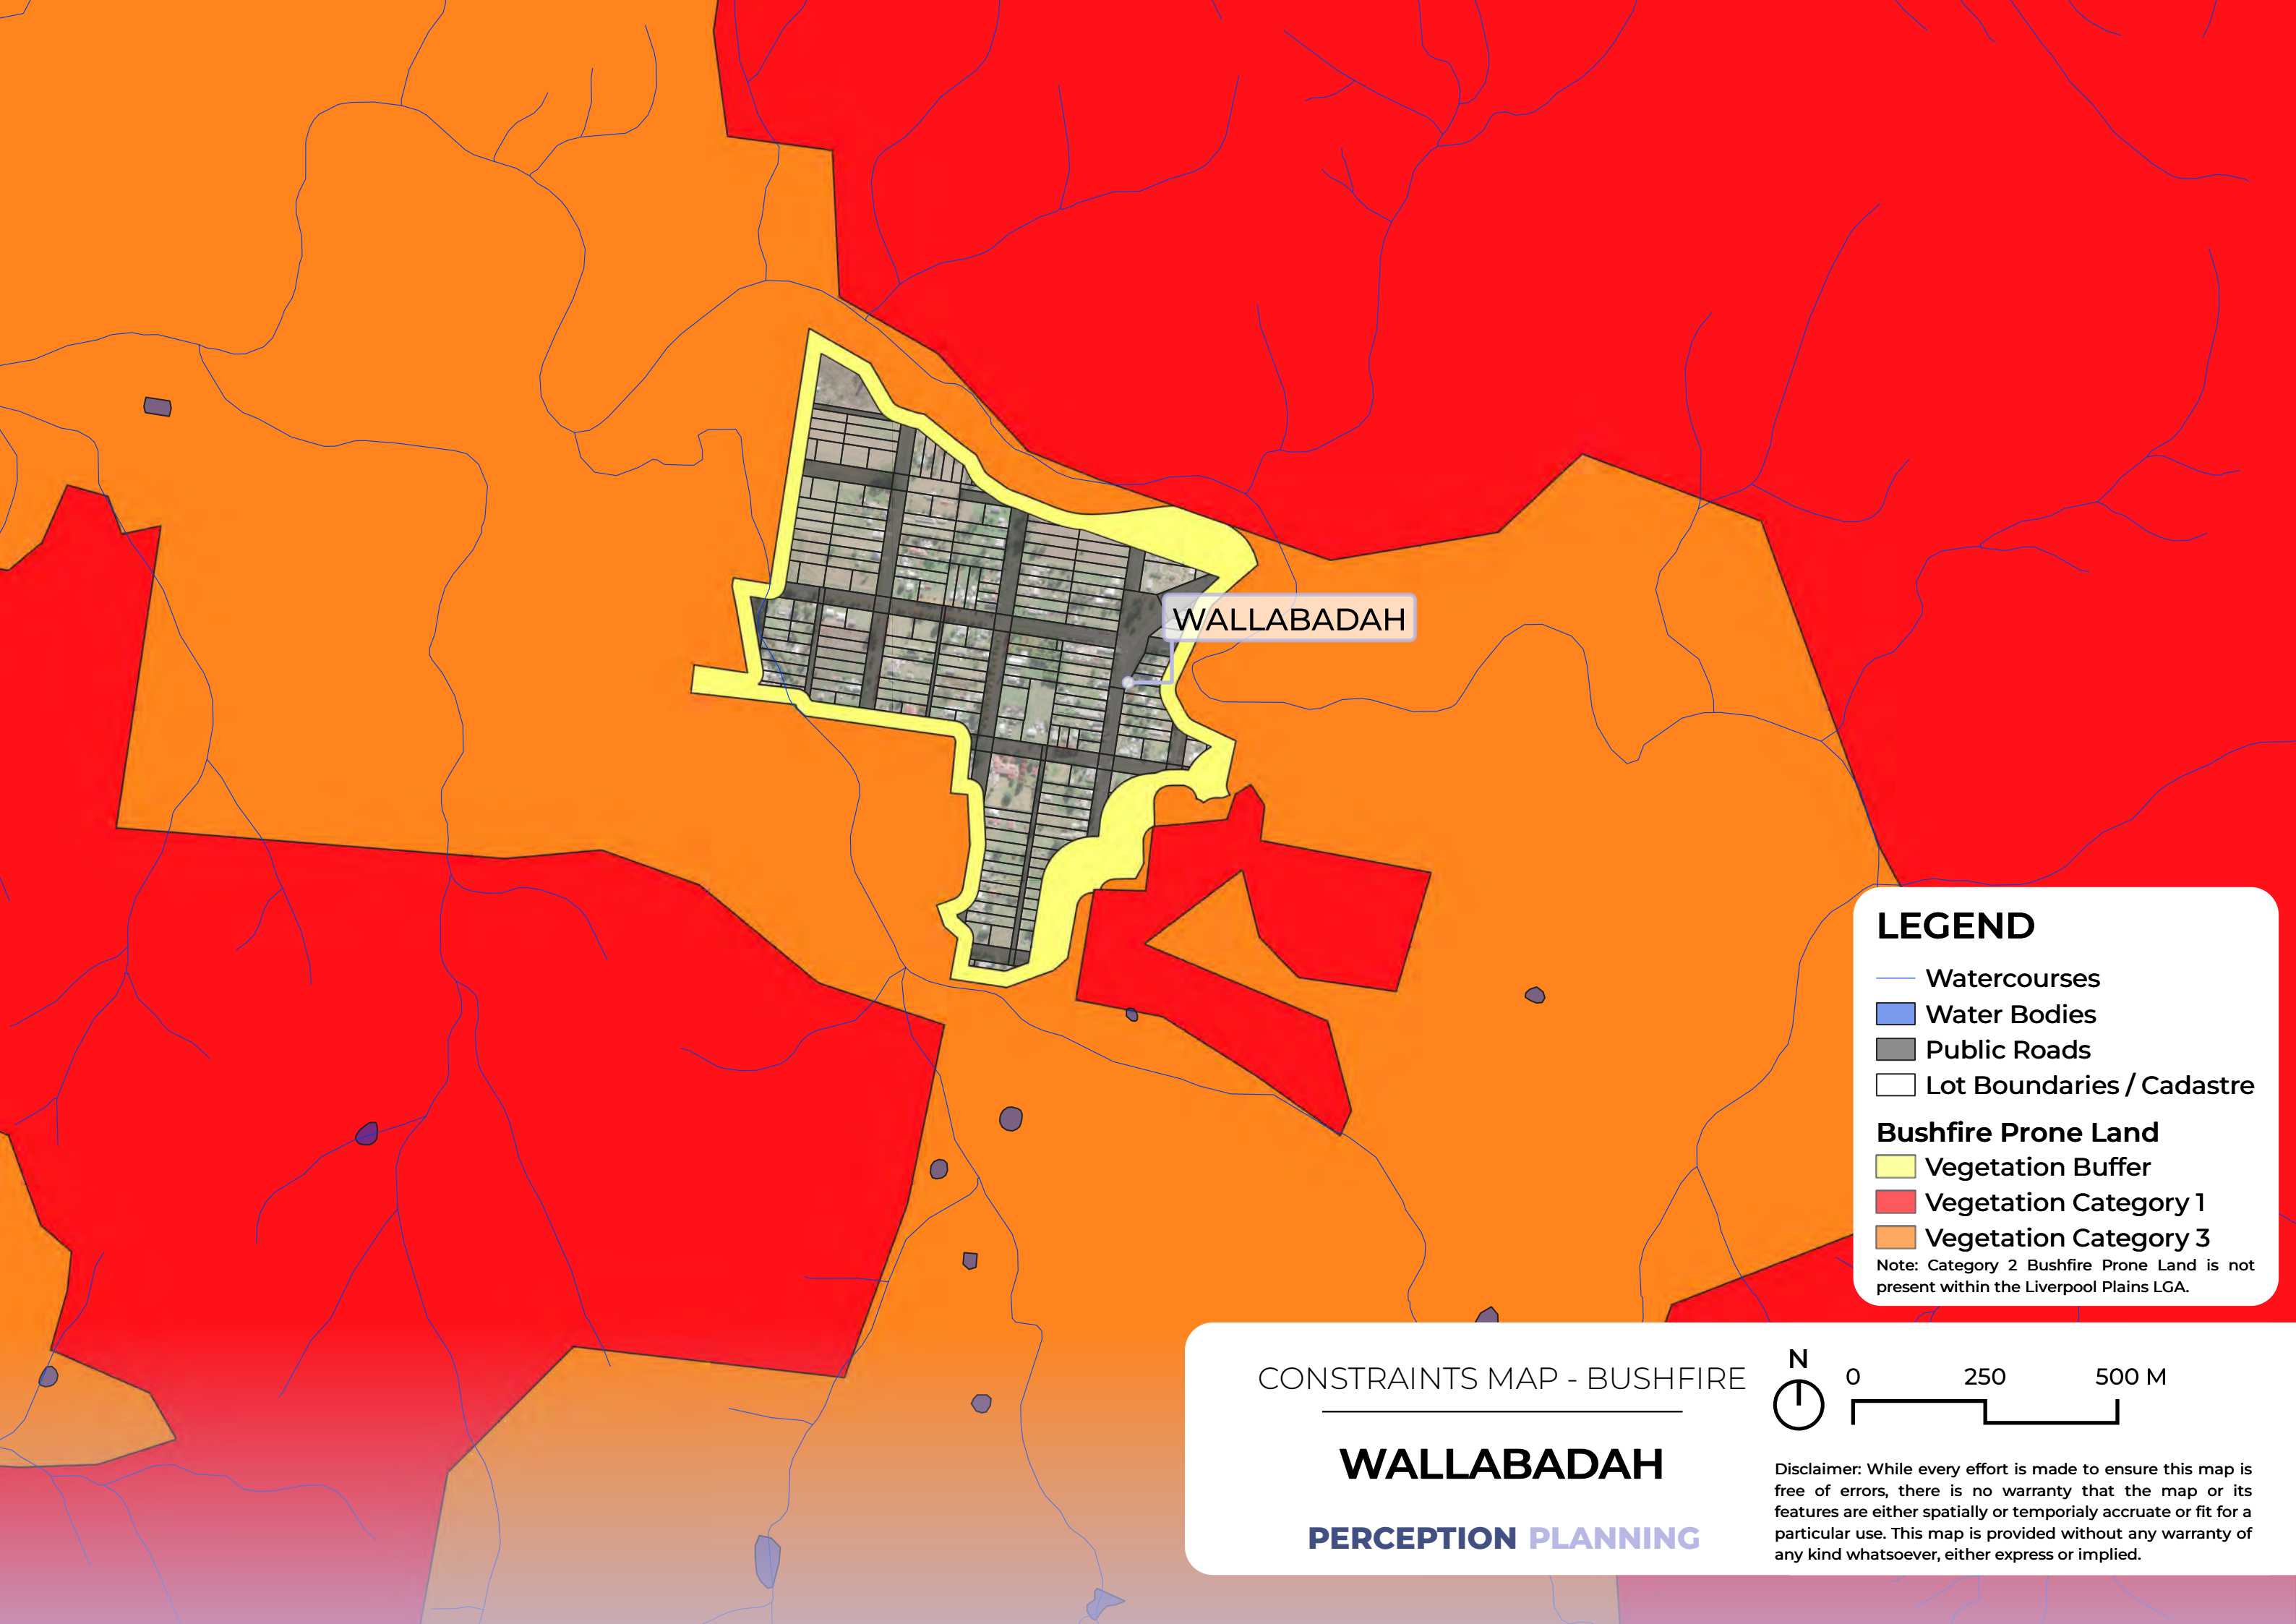 WALLABADAH
LEGEND
Watercourses
Water Bodies
Public Roads
Lot Boundaries / Cadastre
Bushfire Prone Land
Vegetation Buffer
Vegetation Category 1
Vegetation Category 3
Note: Category 2 Bushfire Prone Land is not
present within the Liverpool Plains LGA.
CONSTRAINTS MAP - BUSHFIRE
WALLABADAH
PERCEPTION PLANNING
N
0 250 500 M
Disclaimer: While every effort is made to ensure this map is
free of errors, there is no warranty that the map or its
features are either spatially or temporialy accruate or fit for a
particular use. This map is provided without any warranty of
any kind whatsoever, either express or implied.